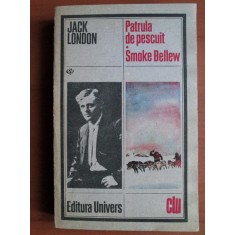 JACK
LONDON
Patrula
de pescuit
•
Smoke Bellew
Editura Univers
clu